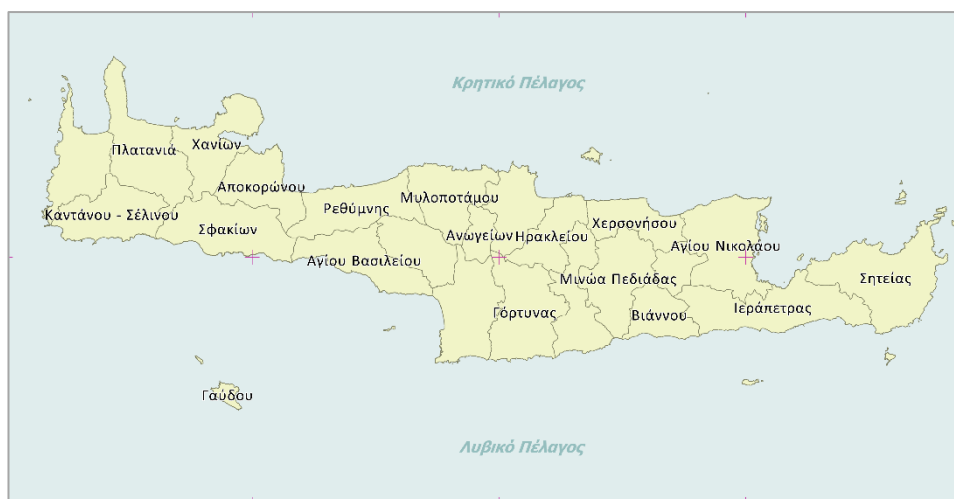 Κρητικό Πέλαγος
Πλατανιά
Χανίων
Αποκορώνου
Καντάνου - Σέλινου
Σφακίων
Ρεθύμνης
Μυλοποτάμου
Ανωγείων
Ηρακλείου
Χερσονήσου
Αγίου Νικολάου
Αγίου Βασιλείου
Μινώα Πεδιάδας
Σητείας
Γόρτυνας
Βιάννου
Ιεράπετρας
Γαύδου
Λυβικό Πέλαγος